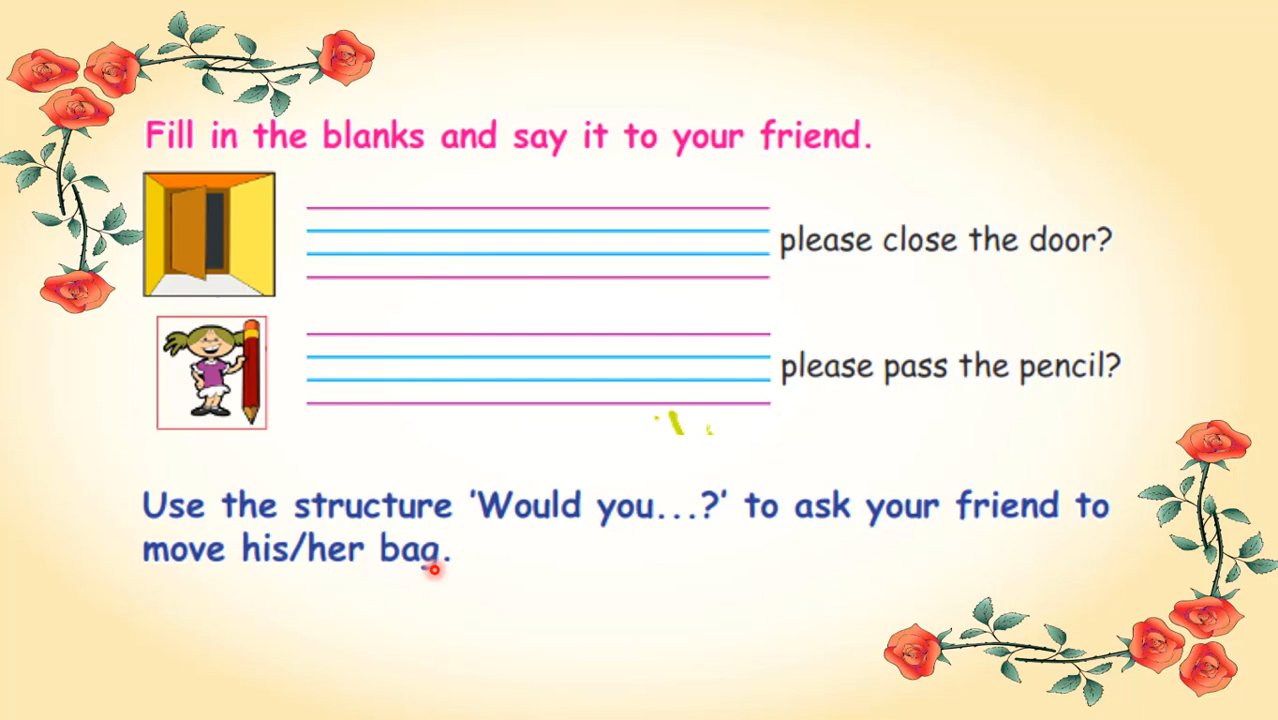 Fill in the blanks and say it to your friend.
please close the door?
please pass the pencil?
Use the structure 'Would you...?' to ask your friend to
move his/her bag.